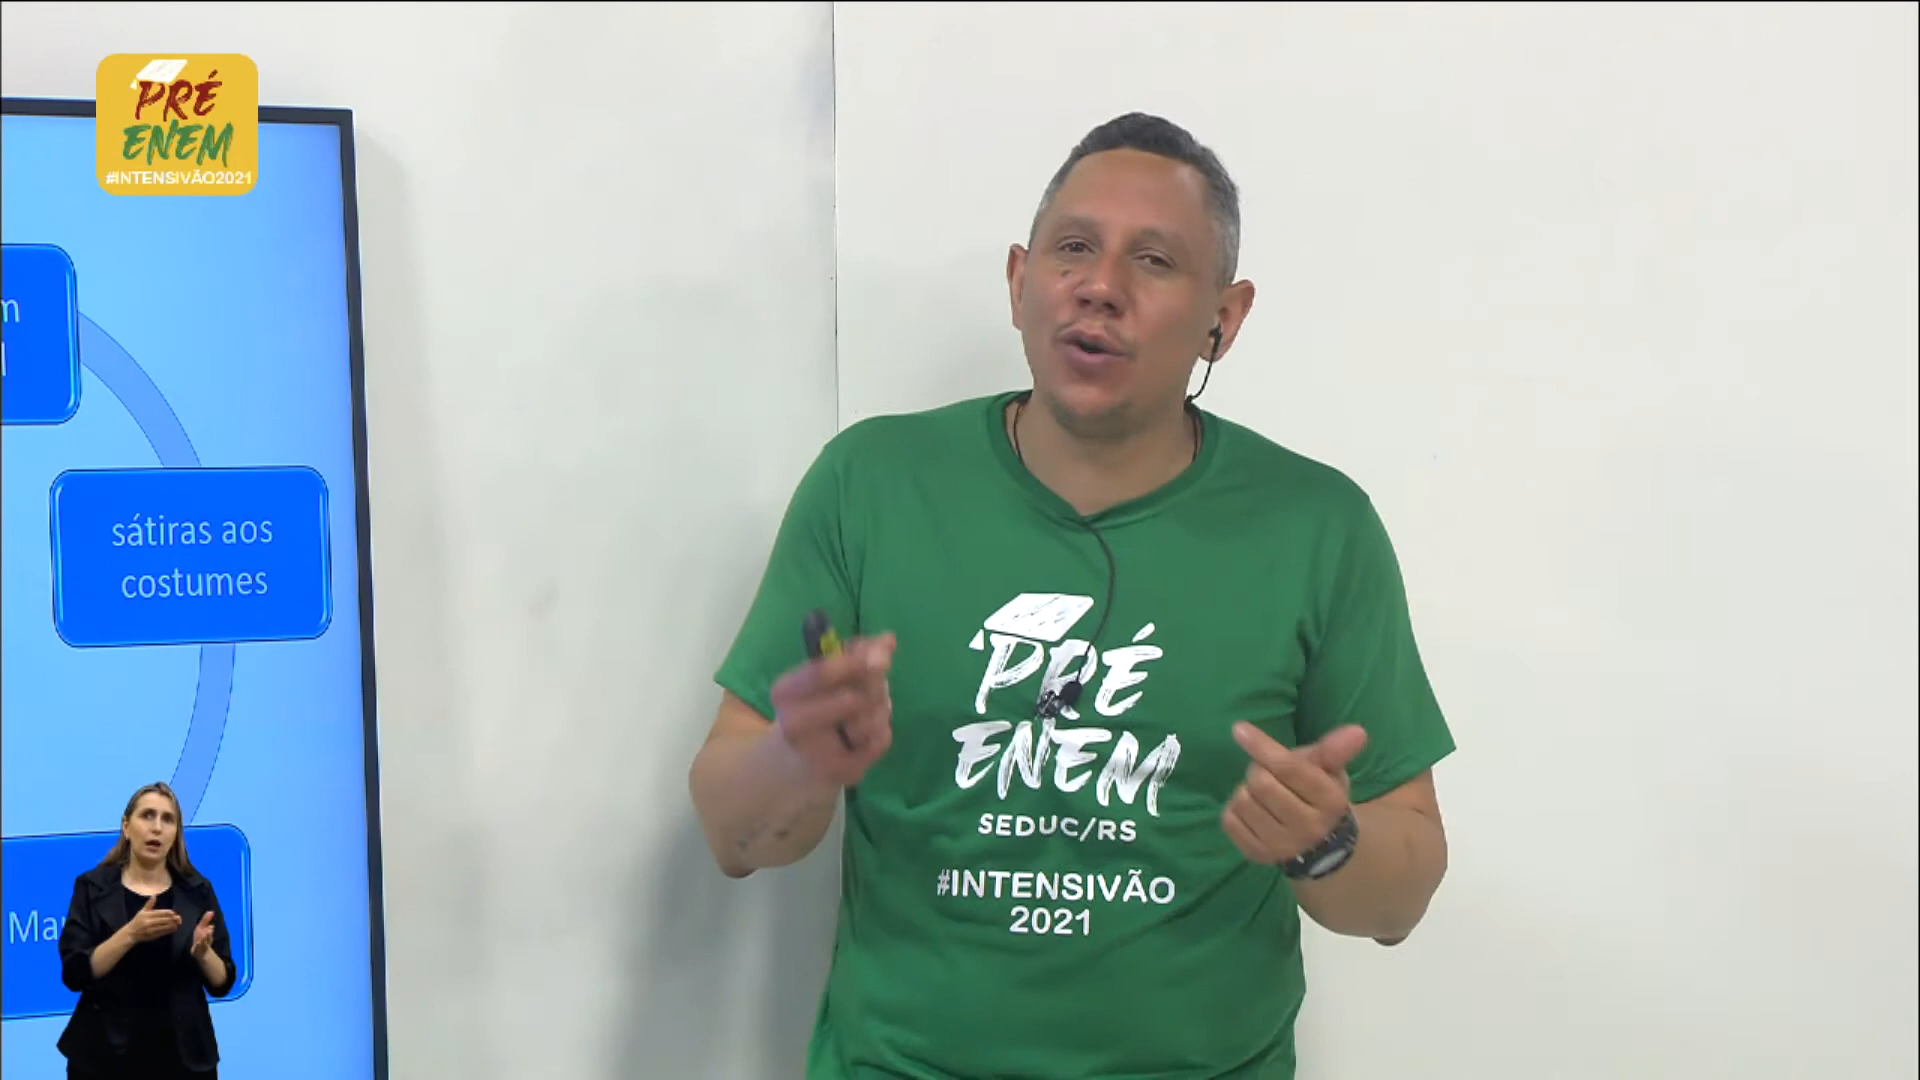 PRÉ
ENEM
#INTENSIVÃO2021
sátiras aos
costumes
PRÉ
ENEM
SEDUC/RS
#INTENSIVÃO
2021